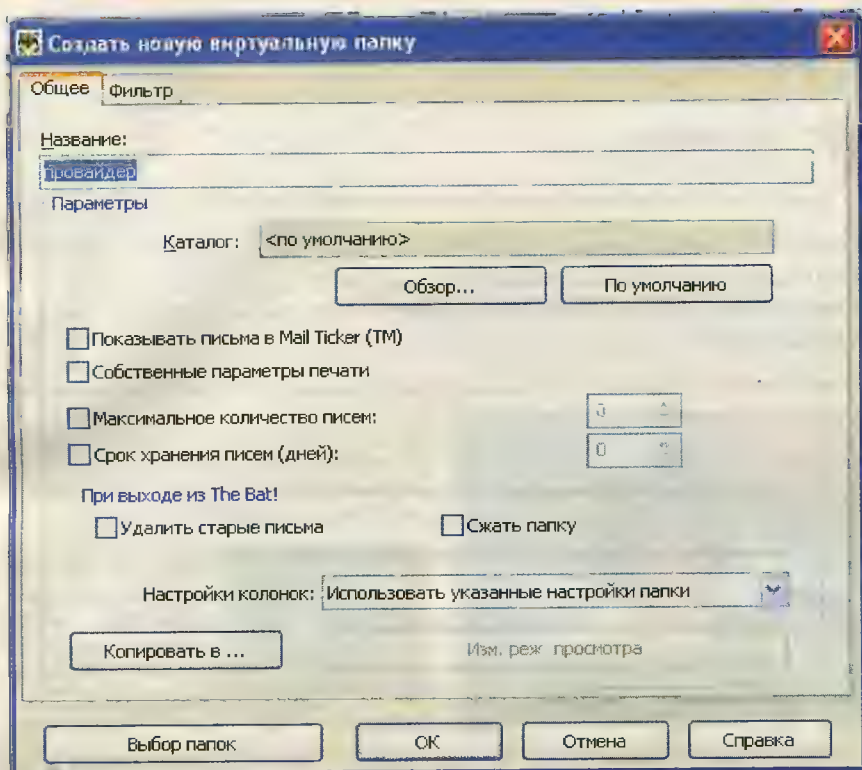 Создать новую виртуальную папку
Общее Фильтр
Название:
провайдер
Параметры
Каталог: <по умолчанию>
Обзор... По умолчанию
Показывать письма в Mail Ticker (TM)
Собственные параметры печати
Максимальное количество писем:
Срок хранения писем (дней): 0
При выходе из The Bat!
Удалить старые письма Сжать папку
Настройки колонок: Использовать указанные настройки папки
Копировать в ... Изм. реж просмотра
Выбор папок ОК Отмена Справка